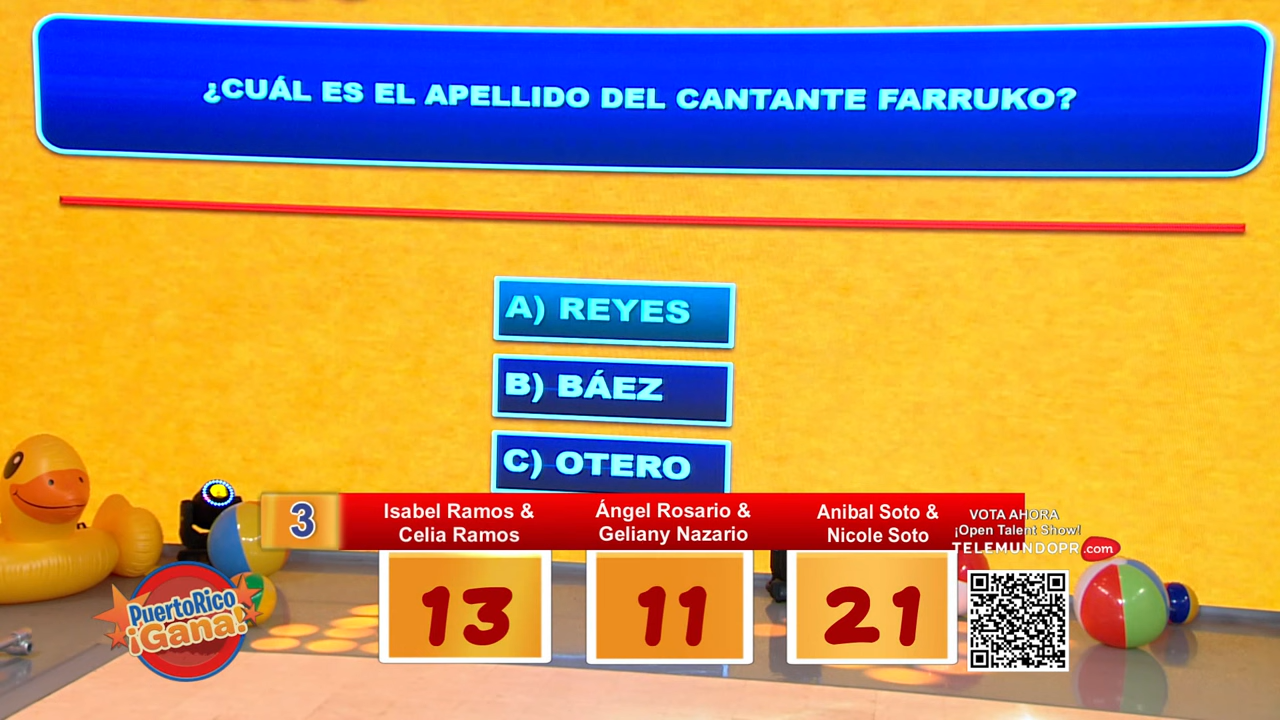 ¿CUÁL ES EL APELLIDO DEL CANTANTE FARRUKO?
A) REYES
B) BÁEZ
C) OTERO
3
Isabel Ramos &
Celia Ramos
Ángel Rosario &
Geliany Nazario
Anibal Soto &
Nicole Soto
13
11
21
VOTA AHORA
¡Open Talent Show!
TELEMUNDOPR.com
PuertoRico
¡Gana!